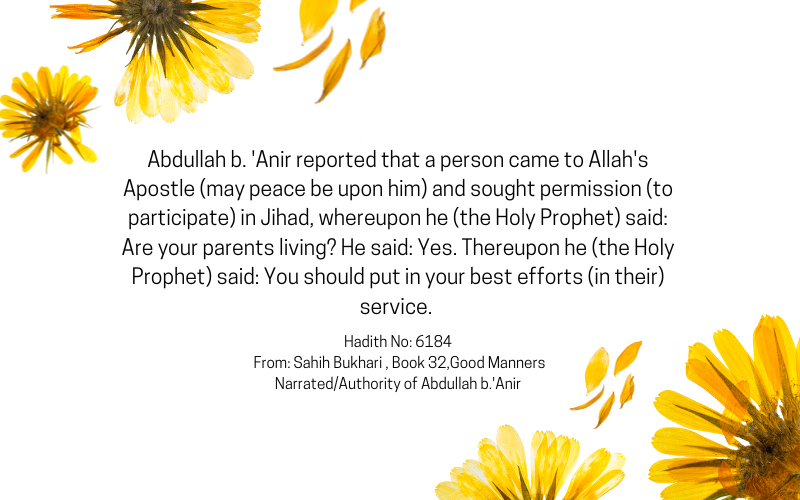 Abdullah b. 'Anir reported that a person came to Allah's
Apostle (may peace be upon him) and sought permission (to
participate) in Jihad, whereupon he (the Holy Prophet) said:
Are your parents living? He said: Yes. Thereupon he (the Holy
Prophet) said: You should put in your best efforts (in their)
service.
Hadith No: 6184
From: Sahih Bukhari , Book 32,Good Manners
Narrated/Authority of Abdullah b.'Anir